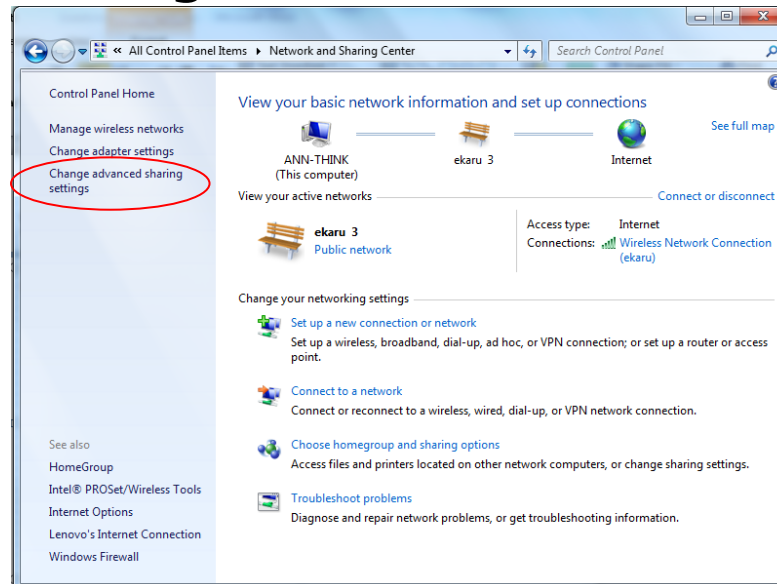 « All Control Panel Items ▸ Network and Sharing Center
Search Control Panel
Control Panel Home
Manage wireless networks
Change adapter settings
Change advanced sharing
settings
See also
HomeGroup
Intel® PROSet/Wireless Tools
Internet Options
Lenovo's Internet Connection
Windows Firewall
View your basic network information and set up connections
See full map
ANN-THINK
(This computer)
ekaru 3
Internet
View your active networks
Connect or disconnect
ekaru 3
Public network
Access type: Internet
Connections: Wireless Network Connection
(ekaru)
Change your networking settings
Set up a new connection or network
Set up a wireless, broadband, dial-up, ad hoc, or VPN connection; or set up a router or access
point.
Connect to a network
Connect or reconnect to a wireless, wired, dial-up, or VPN network connection.
Choose homegroup and sharing options
Access files and printers located on other network computers, or change sharing settings.
Troubleshoot problems
Diagnose and repair network problems, or get troubleshooting information.